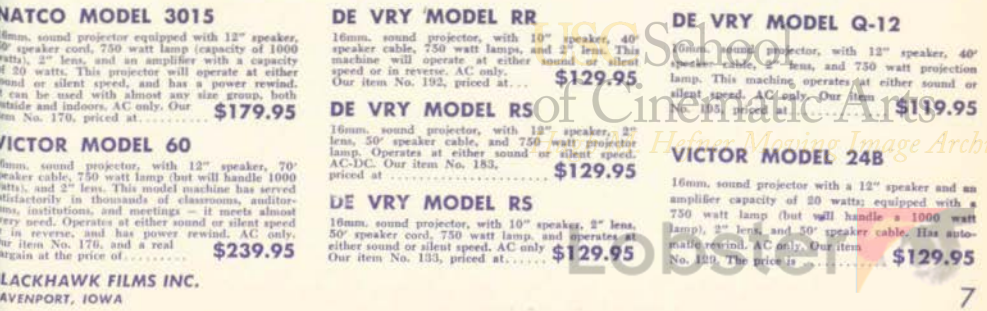 NATCO MODEL 3015
16mm. sound projector equipped with 12" speaker,
50' speaker cord, 750 watt lamp (capacity of 1000
watts), 2" lens, and an amplifier with a capacity
of 20 watts. This projector will operate at either
sound or silent speed, and has a power rewind.
It can be used with almost any size group, both
outside and indoors. AC only. Our
item No. 170, priced at.......... $179.95
VICTOR MODEL 60
16mm. sound projector, with 12" speaker, 70'
speaker cable, 750 watt lamp (but will handle 1000
watts), and 2" lens. This model machine has served
satisfactorily in thousands of classrooms, auditor-
iums, institutions, and meetings — it meets almost
every need. Operates at either sound or silent speed
or in reverse, and has power rewind. AC only.
Our item No. 176, and a real
bargain at the price of.......... $239.95
BLACKHAWK FILMS INC.
DAVENPORT, IOWA
DE VRY MODEL RR
16mm. sound projector, with 10" speaker, 40'
speaker cable, 750 watt lamps, and 2" lens. This
machine will operate at either sound or silent
speed or in reverse. AC only.
Our item No. 192, priced at... $129.95
DE VRY MODEL RS
16mm. sound projector, with 12" speaker, 2"
lens, 50' speaker cable, and 750 watt projector
lamp. Operates at either sound or silent speed.
AC-DC. Our item No. 183,
priced at .................. $129.95
DE VRY MODEL RS
16mm. sound projector, with 10" speaker, 2" lens,
50' speaker cable, 750 watt lamp, and operates at
either sound or silent speed. AC only
Our item No. 133, priced at...... $129.95
DE VRY MODEL Q-12
16mm. sound projector, with 12" speaker, 40'
speaker cable, 2" lens, and 750 watt projection
lamp. This machine operates at either sound or
silent speed. AC only. Our item
No. 195, priced at .......... $119.95
VICTOR MODEL 24B
16mm. sound projector with a 12" speaker and an
amplifier capacity of 20 watts; equipped with a
750 watt lamp (but will handle a 1000 watt
lamp), 2" lens, and 50' speaker cable. Has auto-
matic rewind. AC only. Our item
No. 129. The price is ............ $129.95
7
USC School
of Cinematic Arts
Hugh M. Hefner Moving Image Archi
Lobster